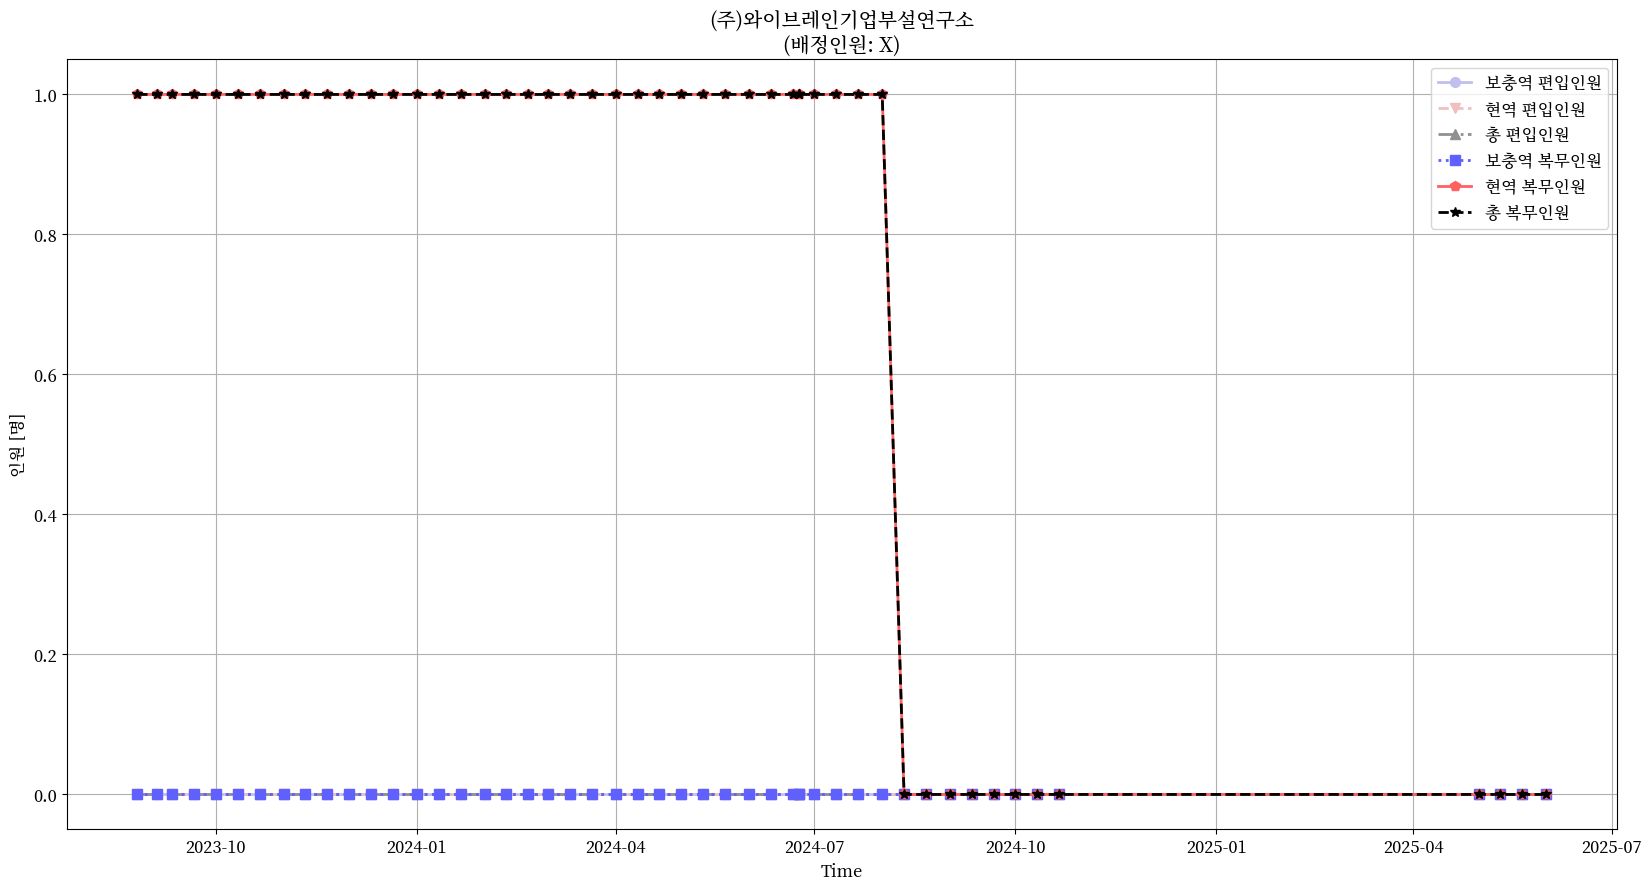 (주)와이브레인기업부설연구소
(배정인원: X)
1.0
0.8
0.6
0.4
0.2
0.0
인원 [명]
보충역 편입인원
현역 편입인원
총 편입인원
보충역 복무인원
현역 복무인원
총 복무인원
2023-10
2024-01
2024-04
2024-07
2024-10
2025-01
2025-04
2025-07
Time